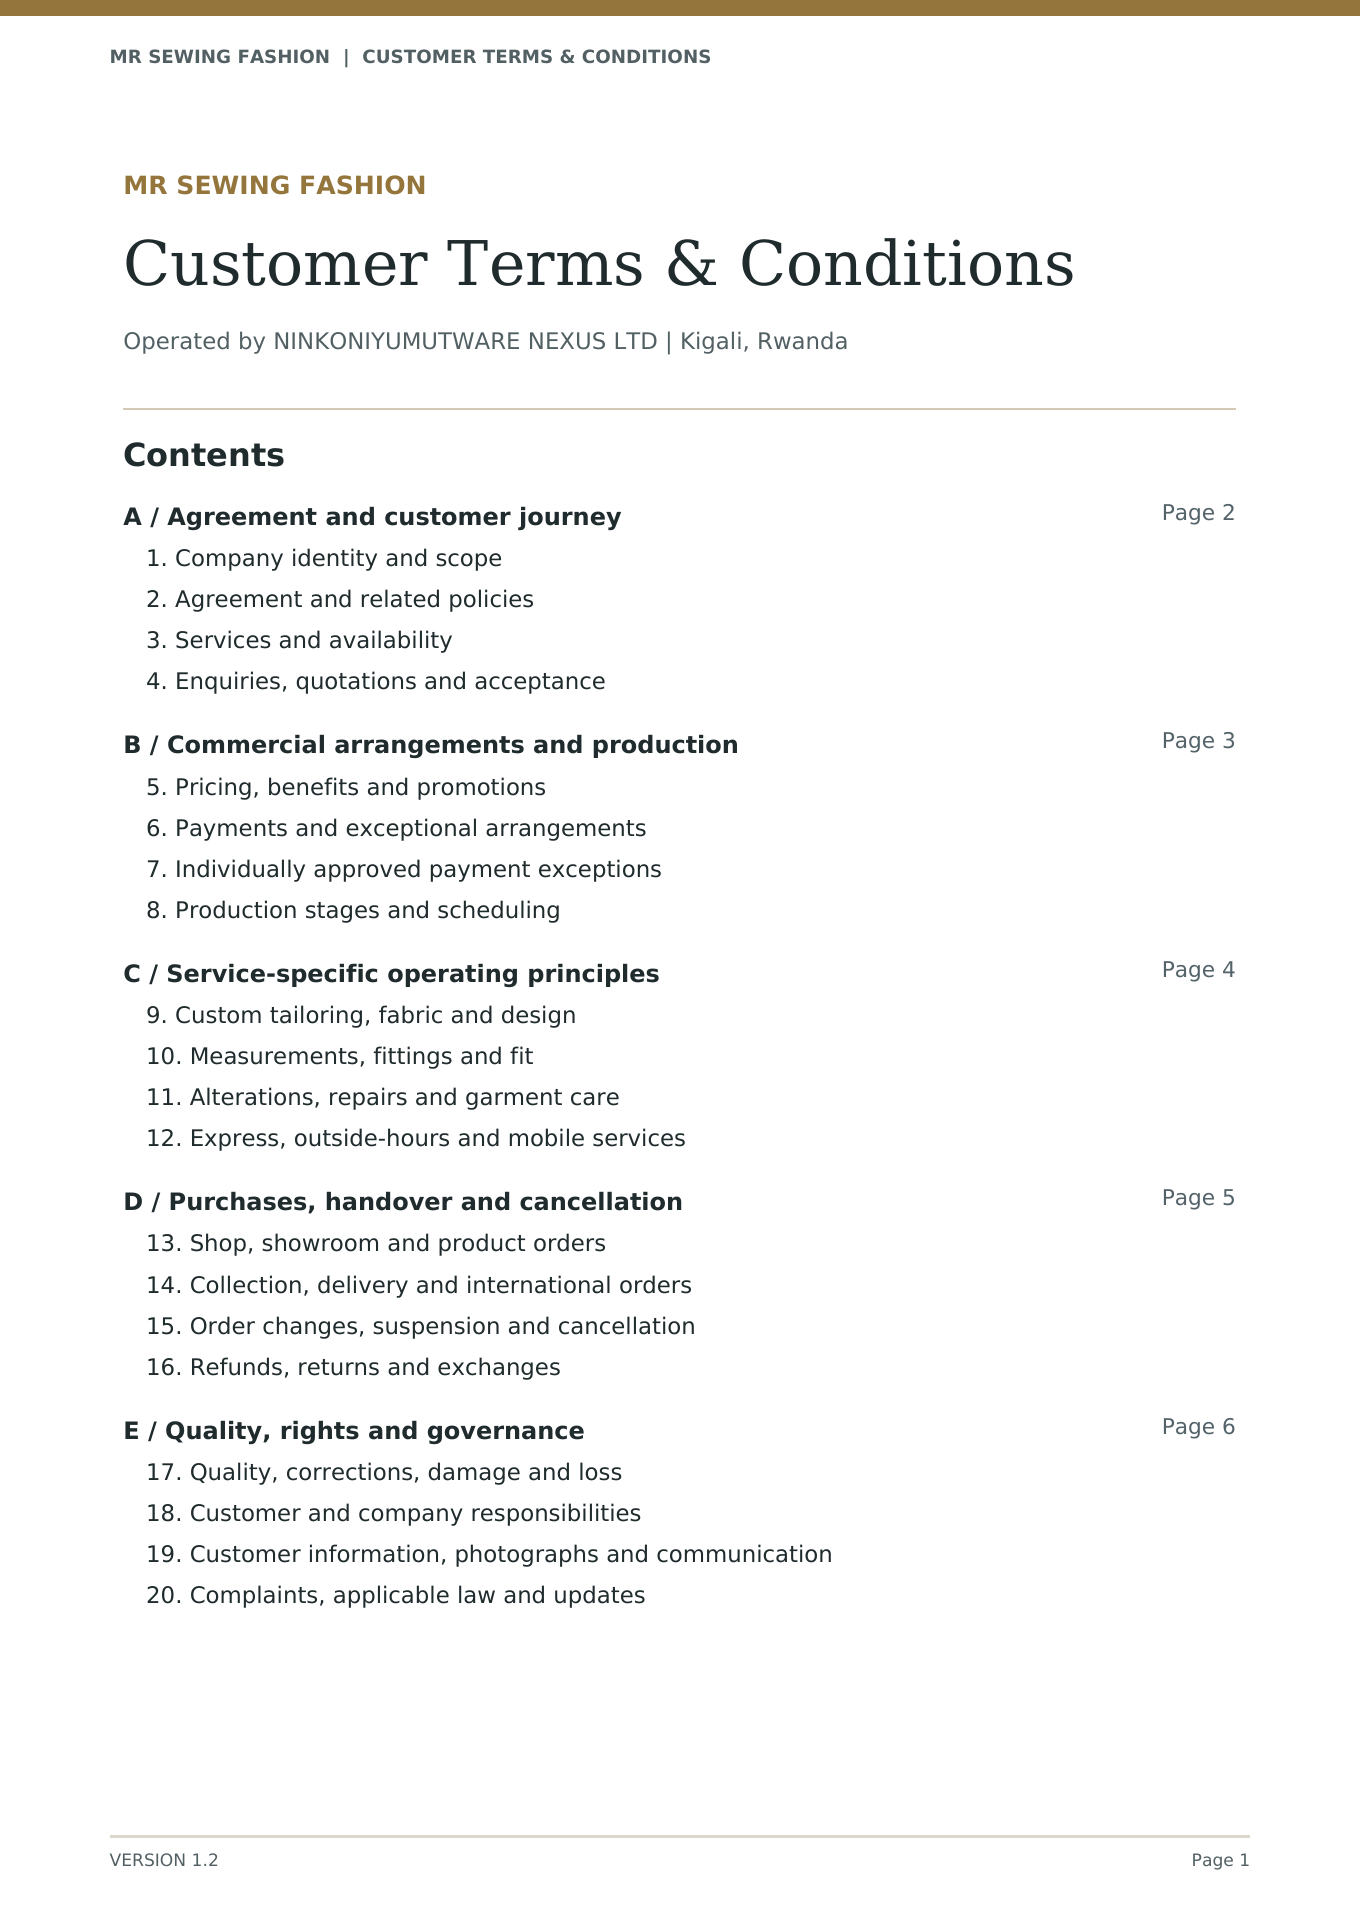 MR SEWING FASHION | CUSTOMER TERMS & CONDITIONS
MR SEWING FASHION
Customer Terms & Conditions
Operated by NINKONIYUMUTWARE NEXUS LTD | Kigali, Rwanda
Contents
A / Agreement and customer journey Page 2
1. Company identity and scope
2. Agreement and related policies
3. Services and availability
4. Enquiries, quotations and acceptance
B / Commercial arrangements and production Page 3
5. Pricing, benefits and promotions
6. Payments and exceptional arrangements
7. Individually approved payment exceptions
8. Production stages and scheduling
C / Service-specific operating principles Page 4
9. Custom tailoring, fabric and design
10. Measurements, fittings and fit
11. Alterations, repairs and garment care
12. Express, outside-hours and mobile services
D / Purchases, handover and cancellation Page 5
13. Shop, showroom and product orders
14. Collection, delivery and international orders
15. Order changes, suspension and cancellation
16. Refunds, returns and exchanges
E / Quality, rights and governance Page 6
17. Quality, corrections, damage and loss
18. Customer and company responsibilities
19. Customer information, photographs and communication
20. Complaints, applicable law and updates
VERSION 1.2 Page 1